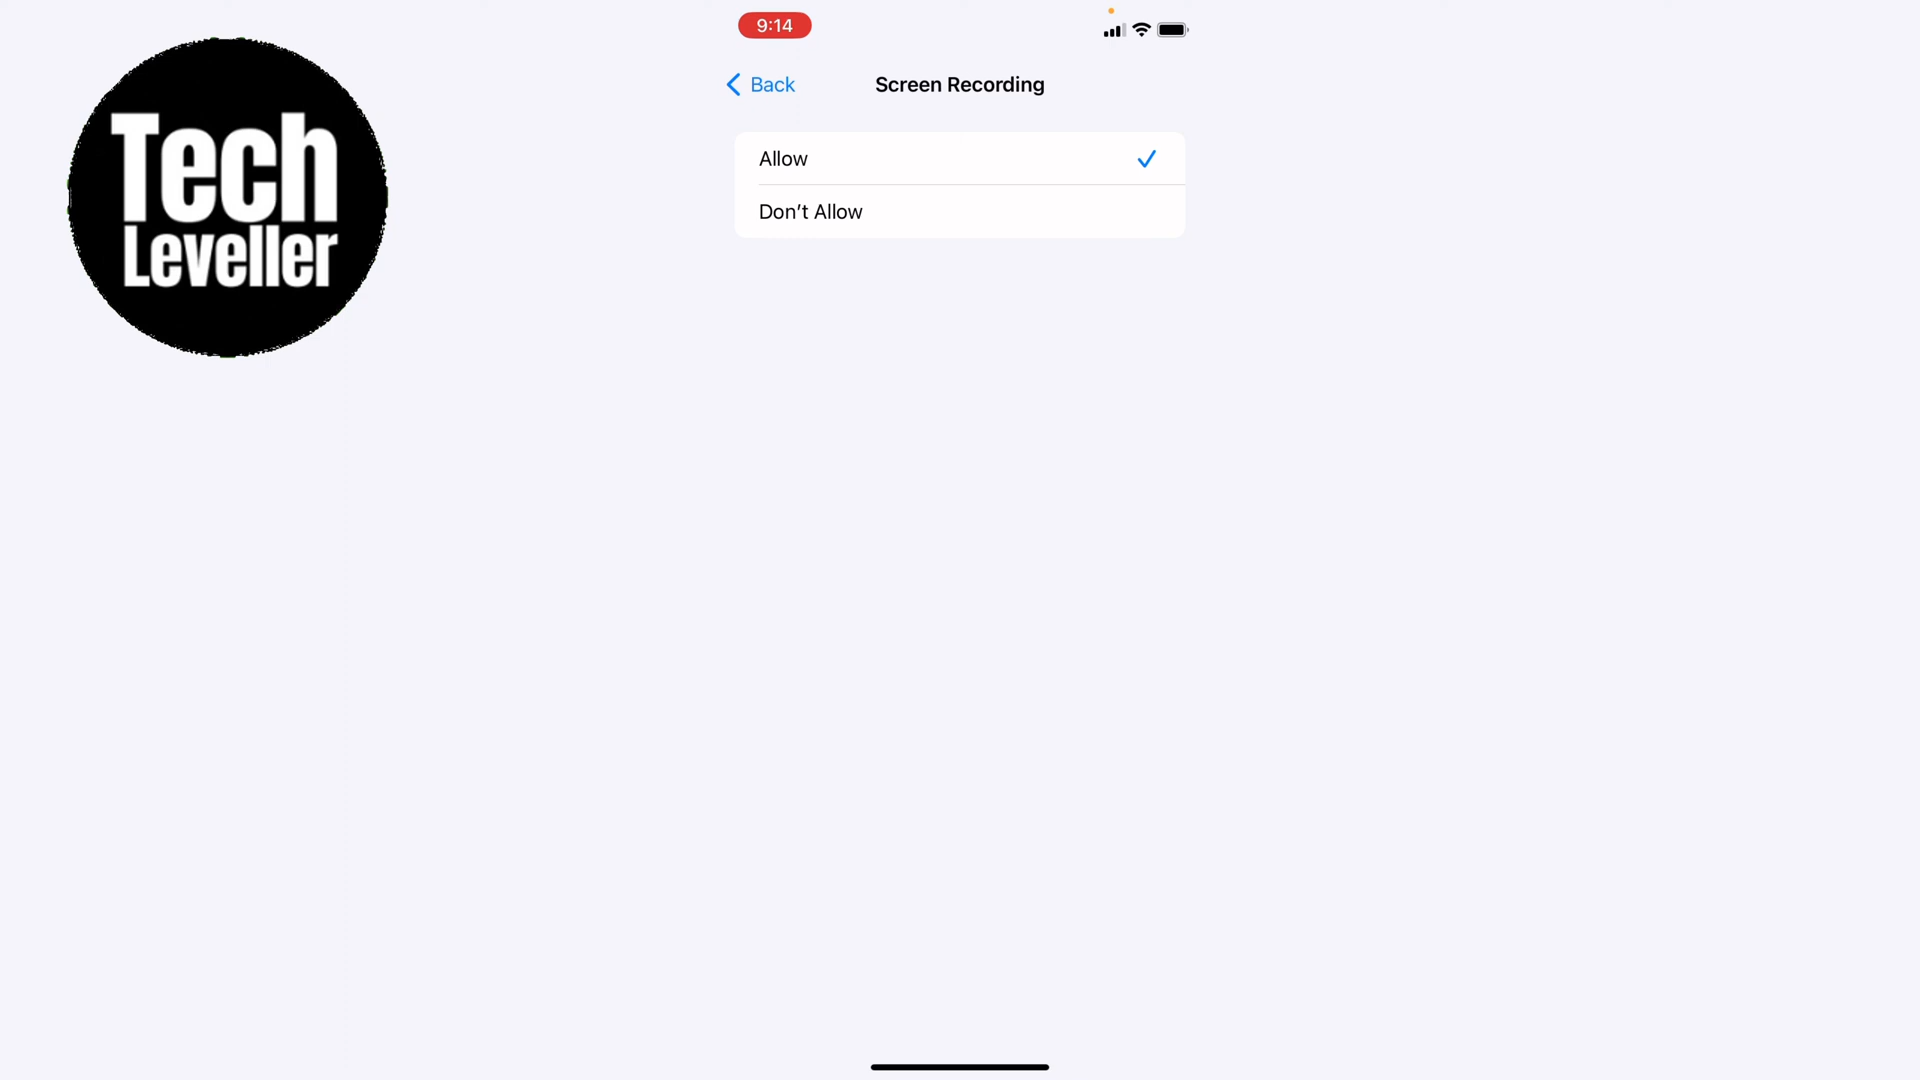 Tech
Leveller
9:14
Back
Screen Recording
Allow
Don’t Allow